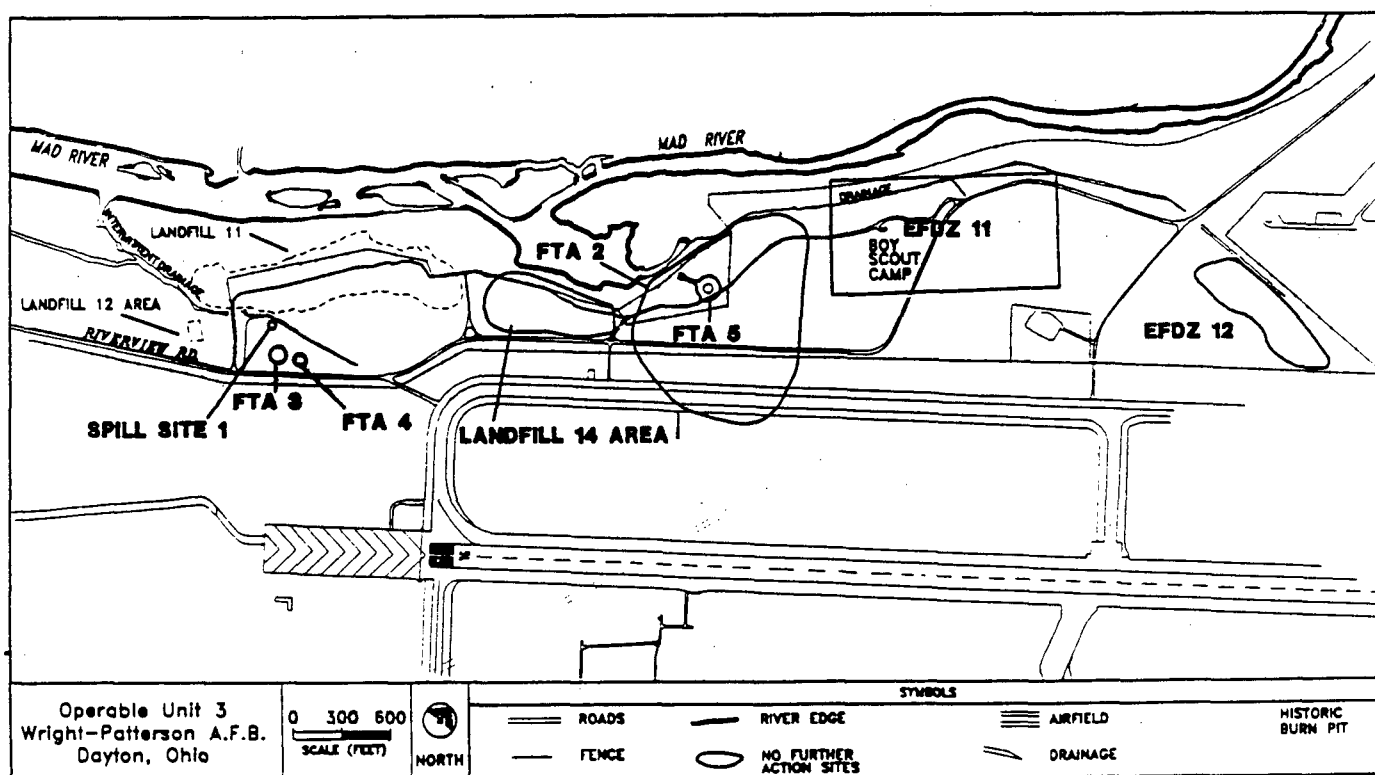 MAD RIVER
MAD RIVER
DRAINAGE
INTERMITTENT DRAINAGE
LANDFILL 11
FTA 2
EFDZ 11
BOY
SCOUT
CAMP
LANDFILL 12 AREA
RIVERVIEW RD.
FTA 5
EFDZ 12
FTA 3
FTA 4
SPILL SITE 1
LANDFILL 14 AREA
SYMBOLS
Operable Unit 3
Wright-Patterson A.F.B.
Dayton, Ohio
0 300 600
SCALE (FEET)
NORTH
ROADS
RIVER EDGE
AIRFIELD
HISTORIC
BURN PIT
FENCE
NO FURTHER
ACTION SITES
DRAINAGE